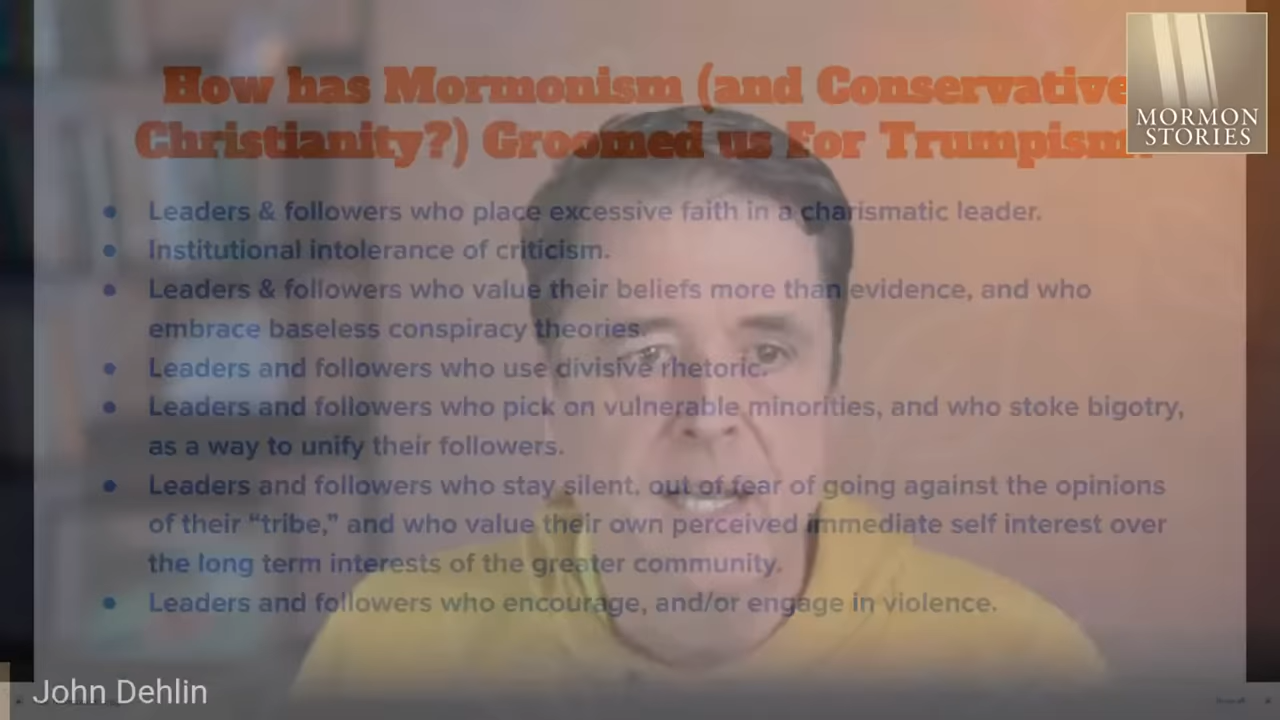 How has Mormonism (and Conservative
Christianity?) Groomed us For Trumpism
MORMON
STORIES
Leaders & followers who place excessive faith in a charismatic leader.
Institutional intolerance of criticism.
Leaders & followers who value their beliefs more than evidence, and who
embrace baseless conspiracy theories.
Leaders and followers who use divisive rhetoric.
Leaders and followers who pick on vulnerable minorities, and who stoke bigotry,
as a way to unify their followers.
Leaders and followers who stay silent, out of fear of going against the opinions
of their “tribe,” and who value their own perceived immediate self interest over
the long term interests of the greater community.
Leaders and followers who encourage, and/or engage in violence.
John Dehlin